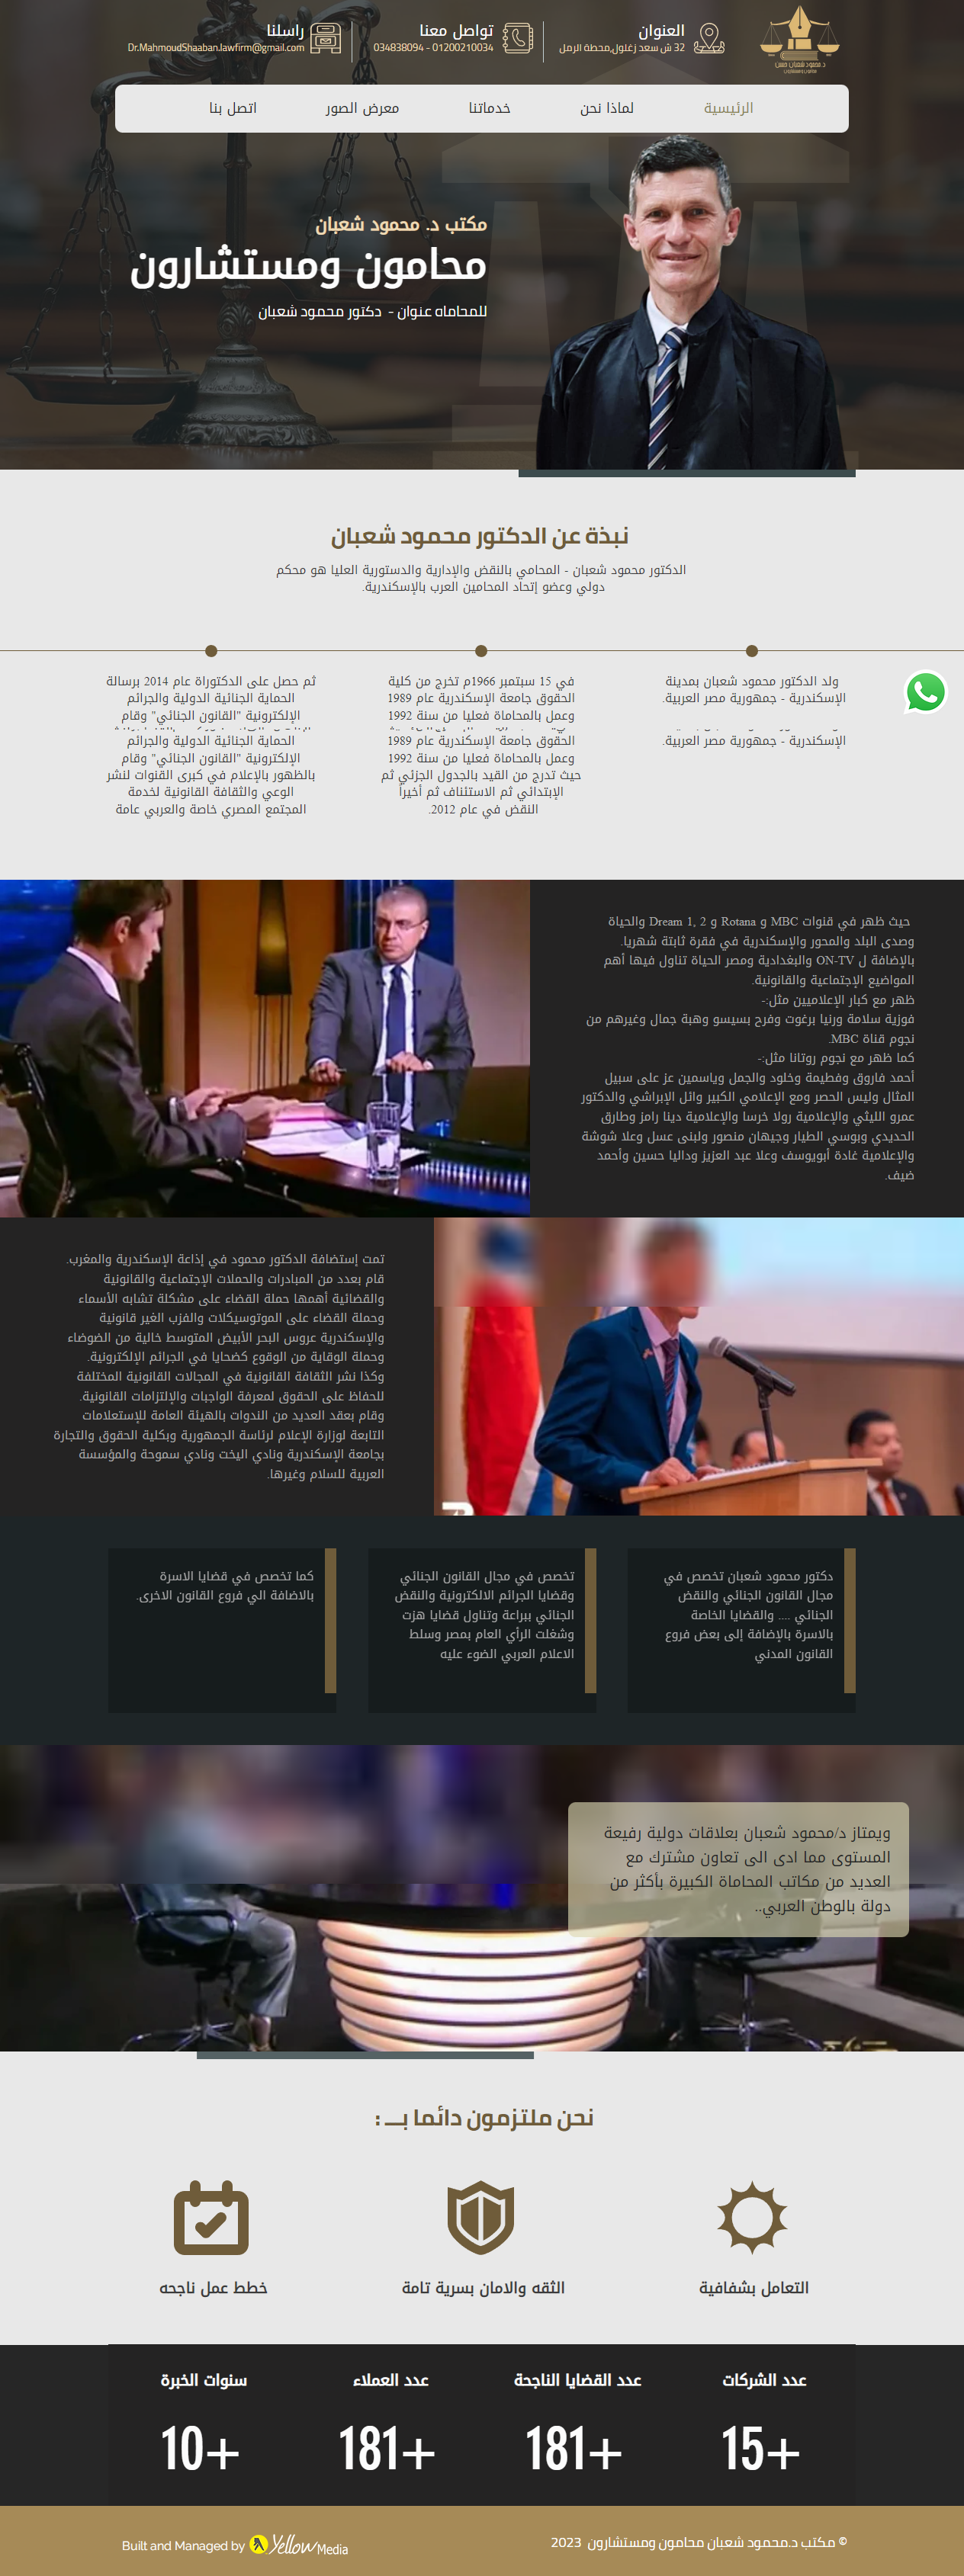 د.محمود شعبان حسن
محامون ومستشارون
العنوان
32 ش سعد زغلول,محطة الرمل
تواصل معنا
01200210034 - 034838094
راسلنا
Dr.MahmoudShaaban.lawfirm@gmail.com
الرئيسية
لماذا نحن
خدماتنا
معرض الصور
اتصل بنا
مكتب د. محمود شعبان
محامون ومستشارون
للمحاماه عنوان - دكتور محمود شعبان
نبذة عن الدكتور محمود شعبان
الدكتور محمود شعبان - المحامي بالنقض والإدارية والدستورية العليا هو محكم
دولي وعضو إتحاد المحامين العرب بالإسكندرية.
ولد الدكتور محمود شعبان بمدينة
الإسكندرية - جمهورية مصر العربية.
الإسكندرية - جمهورية مصر العربية.
في 15 سبتمبر 1966م تخرج من كلية
الحقوق جامعة الإسكندرية عام 1989
وعمل بالمحاماة فعليا من سنة 1992
الحقوق جامعة الإسكندرية عام 1989
وعمل بالمحاماة فعليا من سنة 1992
حيث تدرج من القيد بالجدول الجزئي ثم
الإبتدائي ثم الاستئناف ثم أخيراً
النقض في عام 2012.
ثم حصل على الدكتوراة عام 2014 برسالة
الحماية الجنائية الدولية والجرائم
الإلكترونية "القانون الجنائي" وقام
الحماية الجنائية الدولية والجرائم
الإلكترونية "القانون الجنائي" وقام
بالظهور بالإعلام في كبرى القنوات لنشر
الوعي والثقافة القانونية لخدمة
المجتمع المصري خاصة والعربي عامة
حيث ظهر في قنوات MBC و Rotana و Dream 1, 2 والحياة
وصدى البلد والمحور والإسكندرية في فقرة ثابتة شهريا.
بالإضافة ل ON-TV والبغدادية ومصر الحياة تناول فيها أهم
المواضيع الإجتماعية والقانونية.
ظهر مع كبار الإعلاميين مثل:-
فوزية سلامة ورنيا برغوت وفرح بسيسو وهبة جمال وغيرهم من
نجوم قناة MBC.
كما ظهر مع نجوم روتانا مثل:-
أحمد فاروق وفطيمة وخلود والجمل وياسمين عز على سبيل
المثال وليس الحصر ومع الإعلامي الكبير وائل الإبراشي والدكتور
عمرو الليثي والإعلامية رولا خرسا والإعلامية دينا رامز وطارق
الحديدي وبوسي الطيار وجيهان منصور ولبنى عسل وعلا شوشة
والإعلامية غادة أبويوسف وعلا عبد العزيز وداليا حسين وأحمد
ضيف.
تمت إستضافة الدكتور محمود في إذاعة الإسكندرية والمغرب.
قام بعدد من المبادرات والحملات الإجتماعية والقانونية
والقضائية أهمها حملة القضاء على مشكلة تشابه الأسماء
وحملة القضاء على الموتوسيكلات والفزب الغير قانونية
والإسكندرية عروس البحر الأبيض المتوسط خالية من الضوضاء
وحملة الوقاية من الوقوع كضحايا في الجرائم الإلكترونية.
وكذا نشر الثقافة القانونية في المجالات القانونية المختلفة
للحفاظ على الحقوق لمعرفة الواجبات والإلتزامات القانونية.
وقام بعقد العديد من الندوات بالهيئة العامة للإستعلامات
التابعة لوزارة الإعلام لرئاسة الجمهورية وبكلية الحقوق والتجارة
بجامعة الإسكندرية ونادي اليخت ونادي سموحة والمؤسسة
العربية للسلام وغيرها.
دكتور محمود شعبان تخصص في
مجال القانون الجنائي والنقض
الجنائي .... والقضايا الخاصة
بالاسرة بالإضافة إلى بعض فروع
القانون المدني
تخصص في مجال القانون الجنائي
وقضايا الجرائم الالكترونية والنقض
الجنائي ببراعة وتناول قضايا هزت
وشغلت الرأي العام بمصر وسلط
الاعلام العربي الضوء عليه
كما تخصص في قضايا الاسرة
بالاضافة الي فروع القانون الاخرى.
ويمتاز د/محمود شعبان بعلاقات دولية رفيعة
المستوى مما ادى الى تعاون مشترك مع
العديد من مكاتب المحاماة الكبيرة بأكثر من
دولة بالوطن العربي..
نحن ملتزمون دائما بـــ :
التعامل بشفافية
الثقه والامان بسرية تامة
خطط عمل ناجحه
عدد الشركات
عدد القضايا الناجحة
عدد العملاء
سنوات الخبرة
15+
181+
181+
10+
© مكتب د.محمود شعبان محامون ومستشارون 2023
Built and Managed by Yellow Media